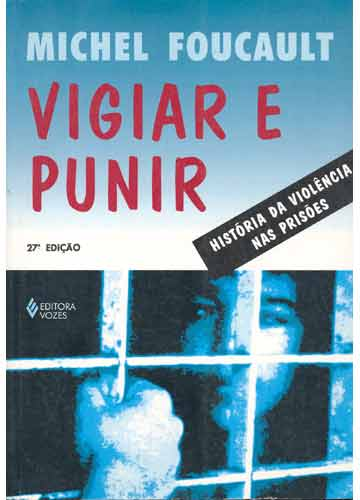 MICHEL FOUCAULT
VIGIAR E
PUNIR
HISTÓRIA DA VIOLÊNCIA
NAS PRISÕES
27ª EDIÇÃO
EDITORA
VOZES